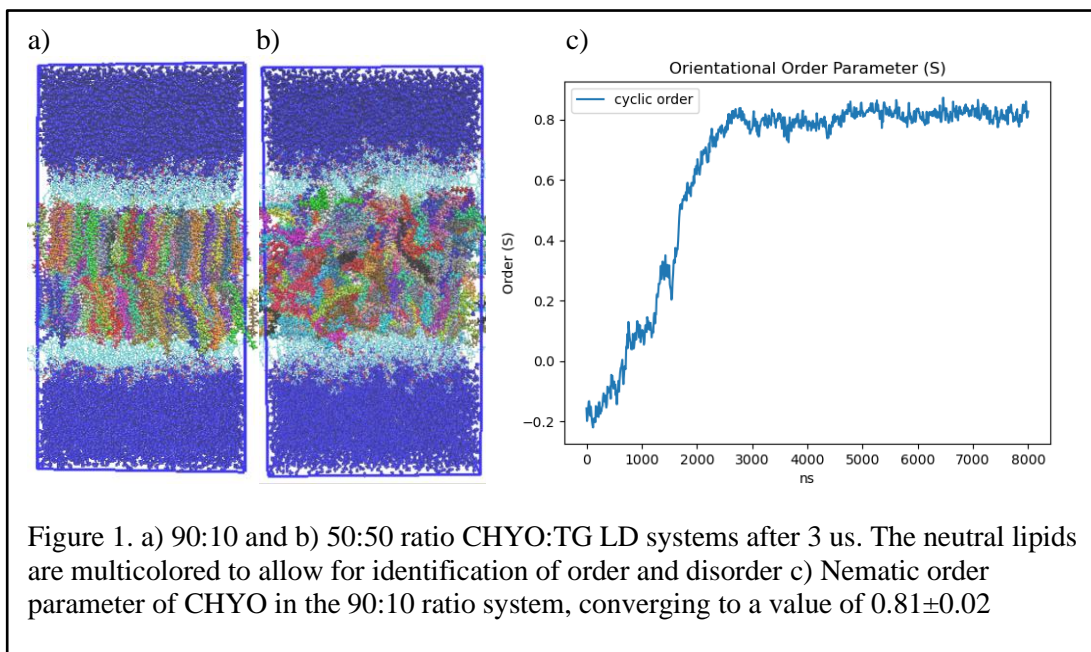 a)
b)
c)
Orientational Order Parameter (S)
cyclic order
0.8
0.6
0.4
0.2
0.0
−0.2
Order (S)
0 1000 2000 3000 4000 5000 6000 7000 8000
ns
Figure 1. a) 90:10 and b) 50:50 ratio CHYO:TG LD systems after 3 us. The neutral lipids
are multicolored to allow for identification of order and disorder c) Nematic order
parameter of CHYO in the 90:10 ratio system, converging to a value of 0.81±0.02